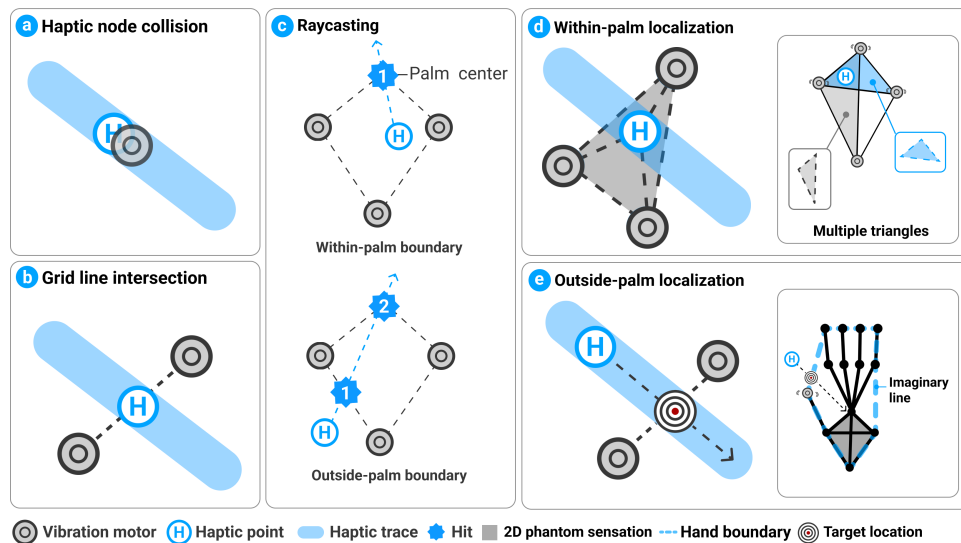 a Haptic node collision
H
b Grid line intersection
H
c Raycasting
1
Palm center
H
Within-palm boundary
2
1
H
Outside-palm boundary
d Within-palm localization
H
H
Multiple triangles
e Outside-palm localization
H
H
Imaginary
line
Vibration motor H Haptic point Haptic trace Hit 2D phantom sensation Hand boundary Target location